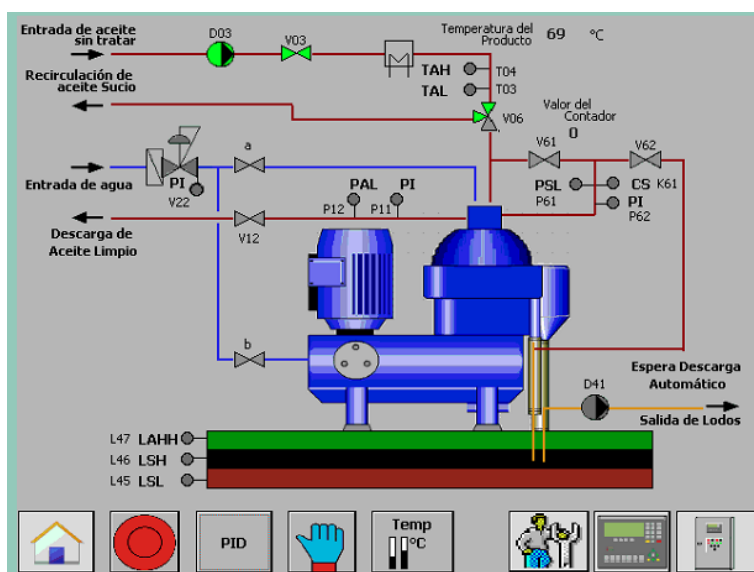 Entrada de aceite
sin tratar
D03
V03
Temperatura del
Producto
69
°C
TAH
T04
TAL
T03
Recirculación de
aceite Sucio
V06
Valor del
Contador
0
V61
V62
a
PI
V22
Entrada de agua
PAL
PI
P12
P11
PSL
P61
CS
K61
PI
P62
V12
Descarga de
Aceite Limpio
b
Espera Descarga
Automático
D41
Salida de Lodos
L47 LAHH
L46 LSH
L45 LSL
PID
Temp
°C